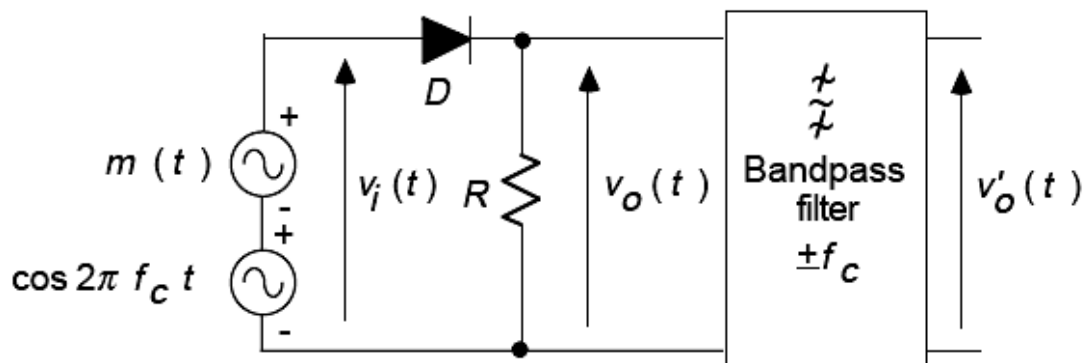 +
m (t)
-
+
cos 2π f_c t
-
v_i (t)
D
R
v_o (t)
Bandpass
filter
±f_c
v'_o (t)